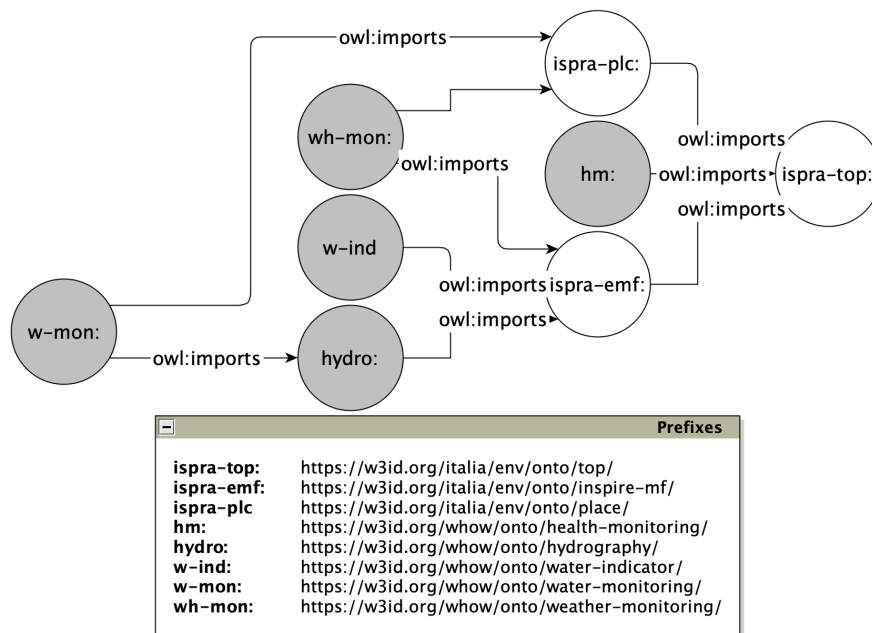 owl:imports
ispra-plc:
wh-mon:
owl:imports
owl:imports
hm:
owl:imports
ispra-top:
owl:imports
w-ind
owl:imports
ispra-emf:
owl:imports
w-mon:
owl:imports
hydro:
Prefixes
ispra-top: https://w3id.org/italia/env/onto/top/
ispra-emf: https://w3id.org/italia/env/onto/inspire-mf/
ispra-plc https://w3id.org/italia/env/onto/place/
hm: https://w3id.org/whow/onto/health-monitoring/
hydro: https://w3id.org/whow/onto/hydrography/
w-ind: https://w3id.org/whow/onto/water-indicator/
w-mon: https://w3id.org/whow/onto/water-monitoring/
wh-mon: https://w3id.org/whow/onto/weather-monitoring/